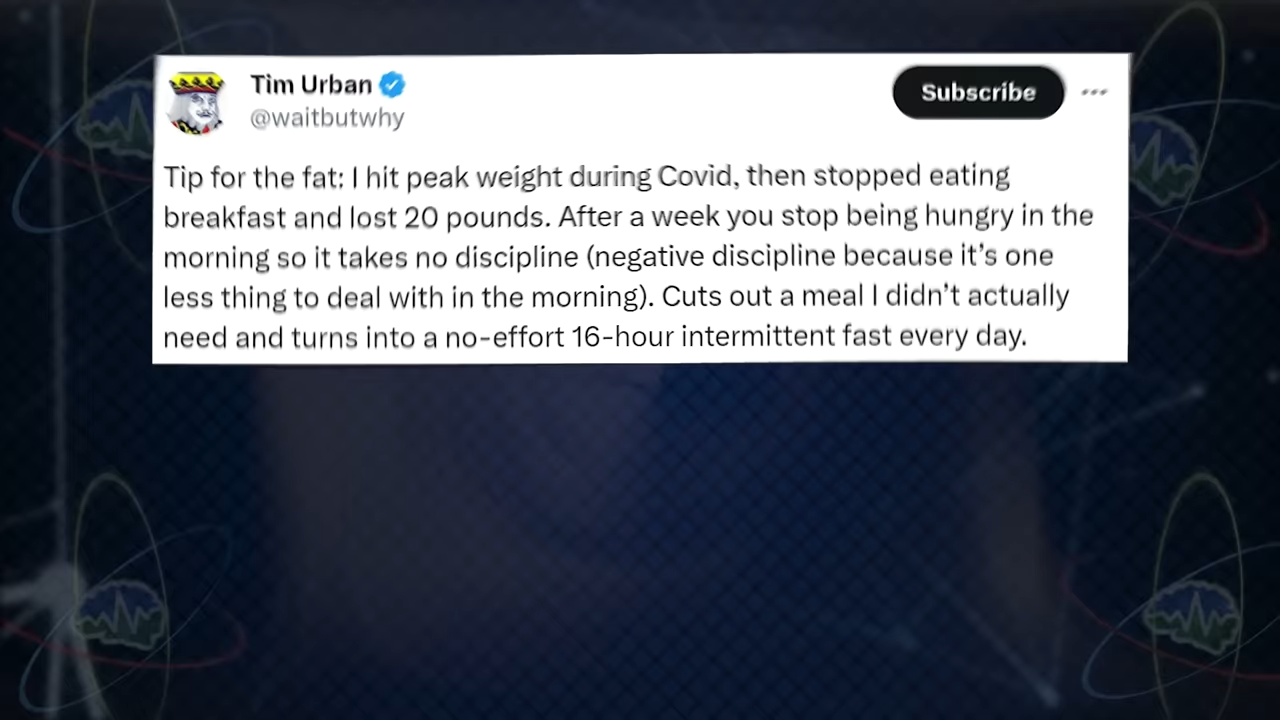 Tim Urban
@waitbutwhy
Subscribe
Tip for the fat: I hit peak weight during Covid, then stopped eating
breakfast and lost 20 pounds. After a week you stop being hungry in the
morning so it takes no discipline (negative discipline because it’s one
less thing to deal with in the morning). Cuts out a meal I didn’t actually
need and turns into a no-effort 16-hour intermittent fast every day.